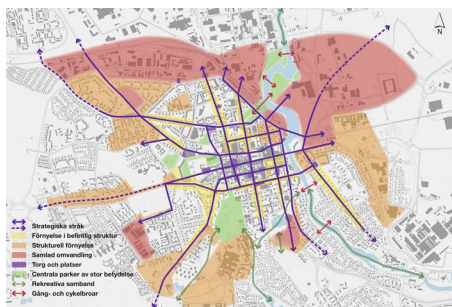 N
Strategiska stråk
Förnyelse i befintlig struktur
Strukturell förnyelse
Samlad omvandling
Torg och platser
Centrala parker av stor betydelse
Rekreativa samband
Gång- och cykelbroar